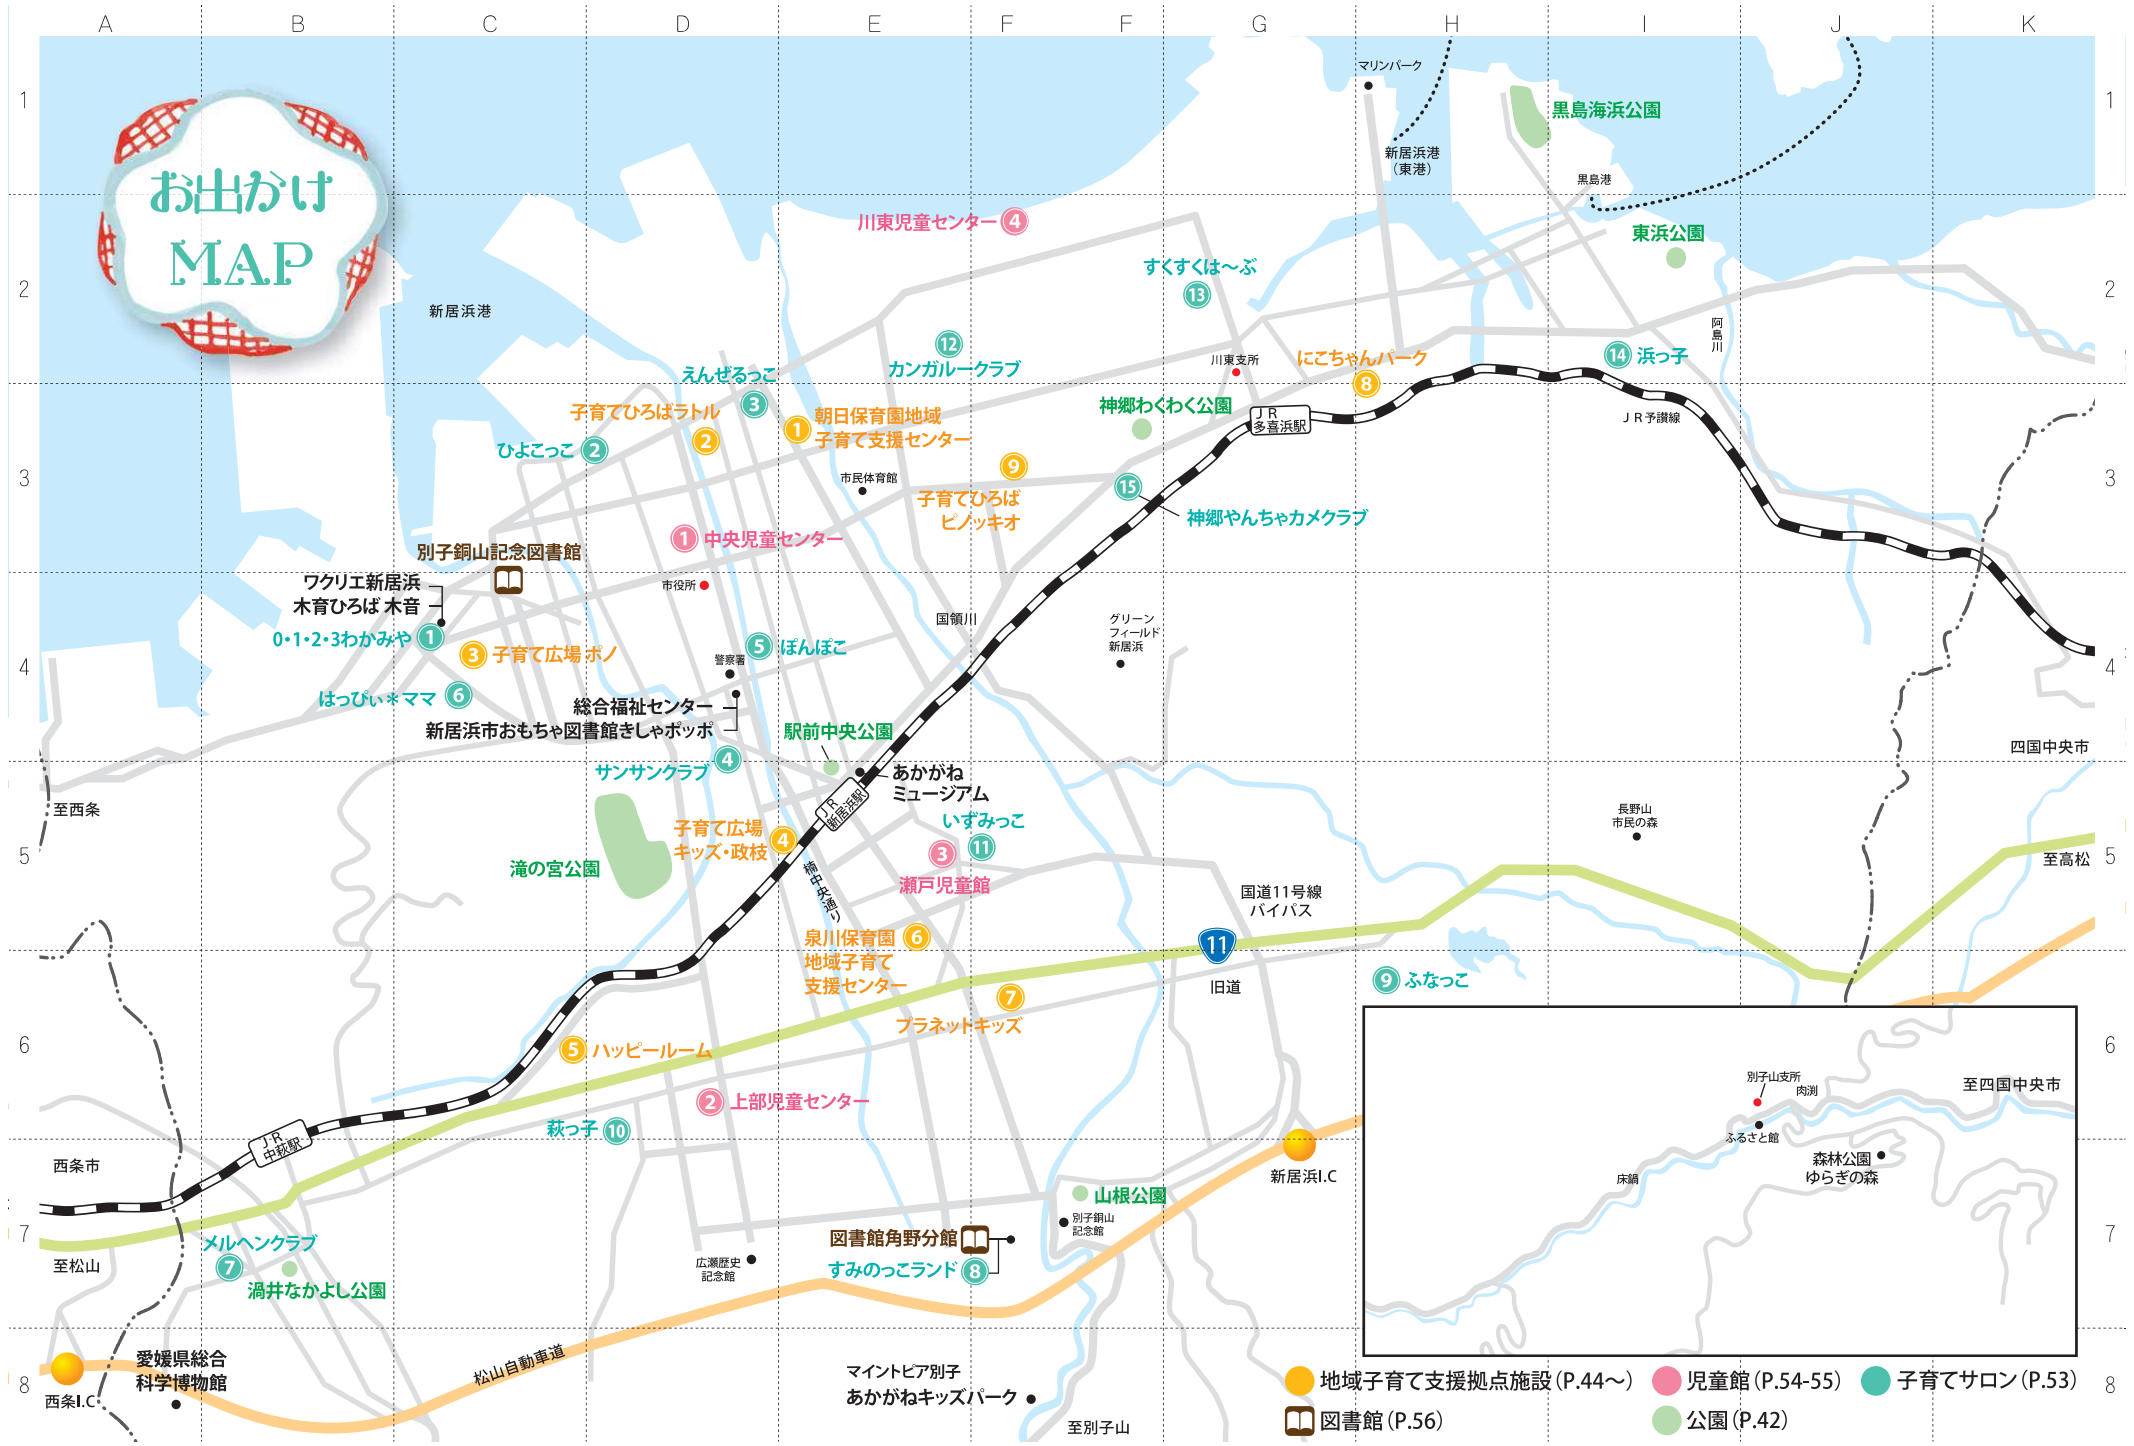 A B C D E F F G H I J K
1
2
3
4
5
6
7
8
1
2
3
4
5
6
7
8
お出かけ
MAP
マリンパーク
黒島海浜公園
新居浜港
(東港)
黒島港
川東児童センター 4
東浜公園
すくすくは〜ぶ
13
新居浜港
阿島川
12
カンガルークラブ
川東支所
にこちゃんパーク
8
14 浜っ子
えんぜるっこ
3
子育てひろばラトル
2
1 朝日保育園地域
子育て支援センター
神郷わくわく公園
JR
多喜浜駅
JR予讃線
ひよこっこ 2
市民体育館
9
子育てひろば
ピノッキオ
15
神郷やんちゃカメクラブ
1 中央児童センター
別子銅山記念図書館
ワクリエ新居浜
木育ひろば 木音
市役所
国領川
グリーン
フィールド
新居浜
0・1・2・3わかみや 1
3 子育て広場 ポノ
5 ぽんぽこ
警察署
はっぴぃ＊ママ 6
総合福祉センター
新居浜市おもちゃ図書館きしゃポッポ
駅前中央公園
サンサンクラブ 4
四国中央市
あかがね
ミュージアム
JR
新居浜駅
至西条
長野山
市民の森
子育て広場
キッズ・政枝
4
いずみっこ
11
3
瀬戸児童館
滝の宮公園
楠中央通り
至高松
国道11号線
バイパス
11
旧道
泉川保育園
地域子育て
支援センター
6
9 ふなっこ
7
プラネットキッズ
5 ハッピールーム
2 上部児童センター
萩っ子 10
JR
中萩駅
西条市
新居浜I.C
別子山支所
肉渕
至四国中央市
ふるさと館
森林公園
ゆらぎの森
床鍋
山根公園
別子銅山
記念館
図書館角野分館
すみのっこランド 8
広瀬歴史
記念館
メルヘンクラブ
7
渦井なかよし公園
至松山
愛媛県総合
科学博物館
西条I.C
松山自動車道
マイントピア別子
あかがねキッズパーク
至別子山
地域子育て支援拠点施設(P.44〜)
児童館(P.54-55)
子育てサロン(P.53)
図書館(P.56)
公園(P.42)